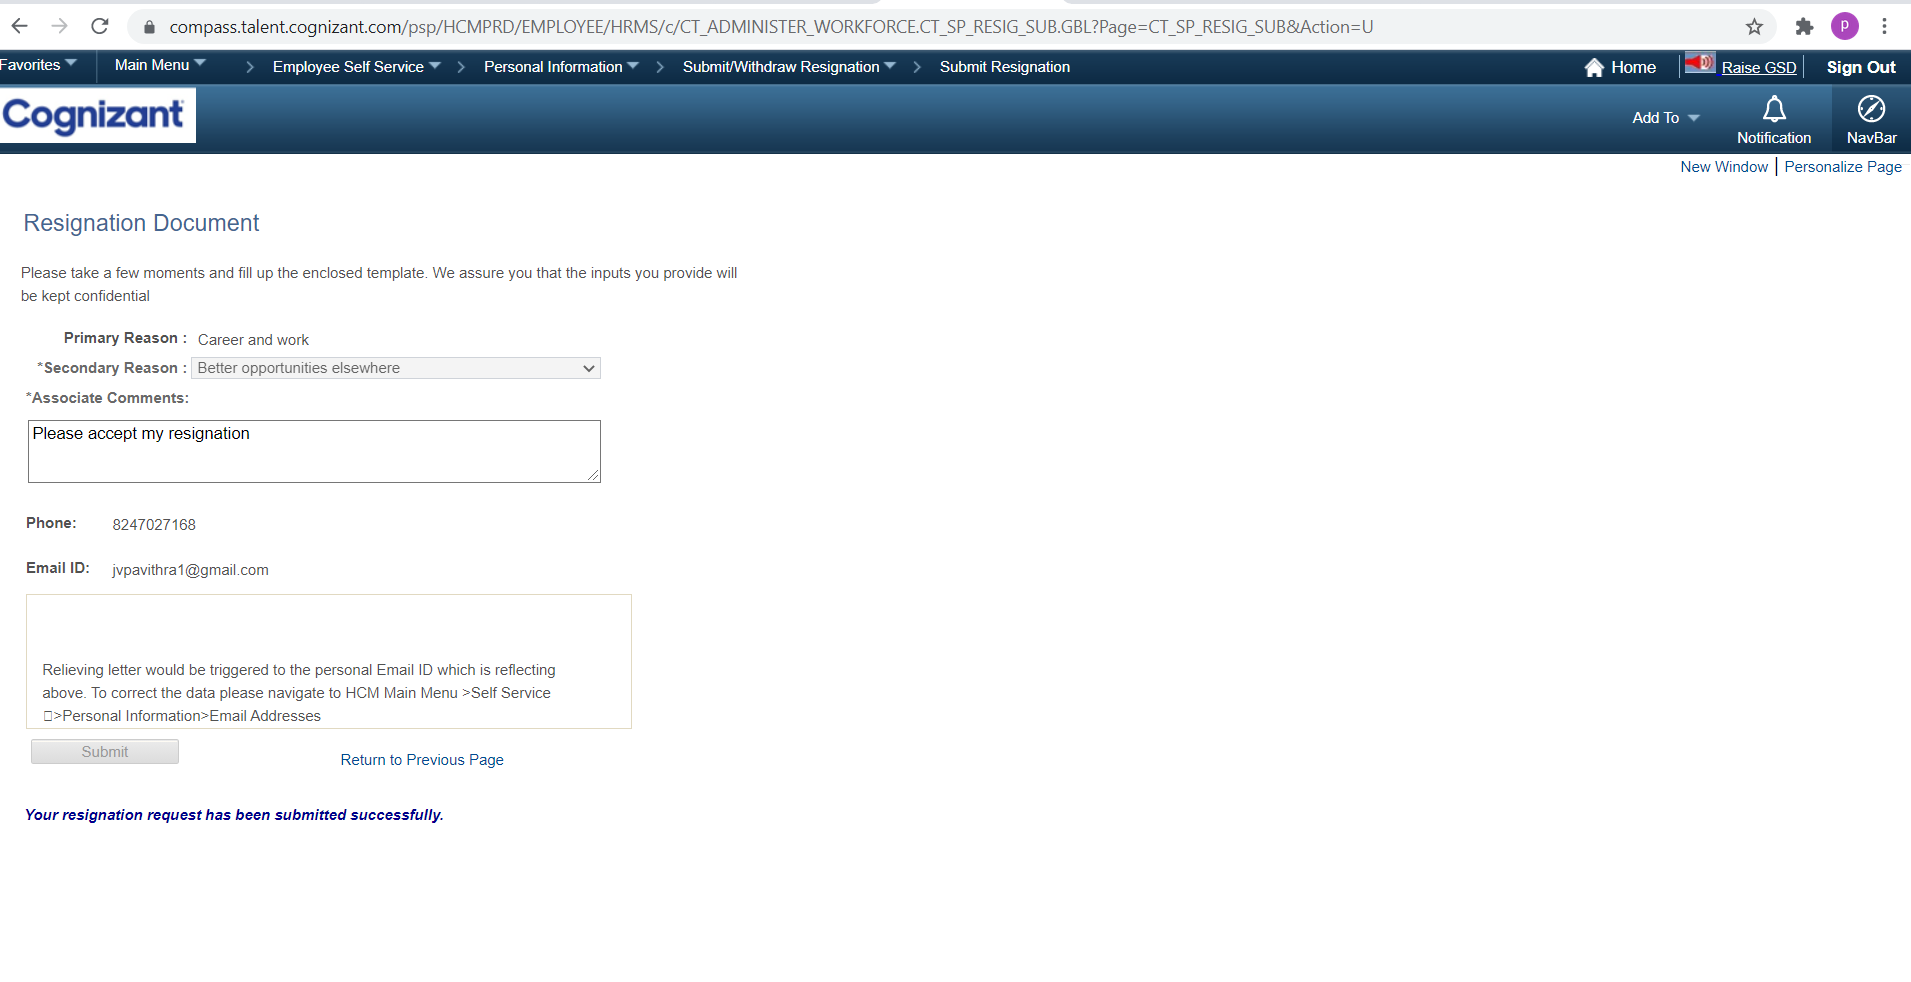 compass.talent.cognizant.com/psp/HCMPRD/EMPLOYEE/HRMS/c/CT_ADMINISTER_WORKFORCE.CT_SP_RESIG_SUB.GBL?Page=CT_SP_RESIG_SUB&Action=U
P
Favorites Main Menu > Employee Self Service > Personal Information > Submit/Withdraw Resignation > Submit Resignation Home Raise GSD Sign Out
Cognizant
Add To Notification NavBar
New Window | Personalize Page
Resignation Document
Please take a few moments and fill up the enclosed template. We assure you that the inputs you provide will
be kept confidential
Primary Reason : Career and work
*Secondary Reason : Better opportunities elsewhere
*Associate Comments:
Please accept my resignation
Phone: 8247027168
Email ID: jvpavithra1@gmail.com
Relieving letter would be triggered to the personal Email ID which is reflecting
above. To correct the data please navigate to HCM Main Menu >Self Service
□>Personal Information>Email Addresses
Submit Return to Previous Page
Your resignation request has been submitted successfully.